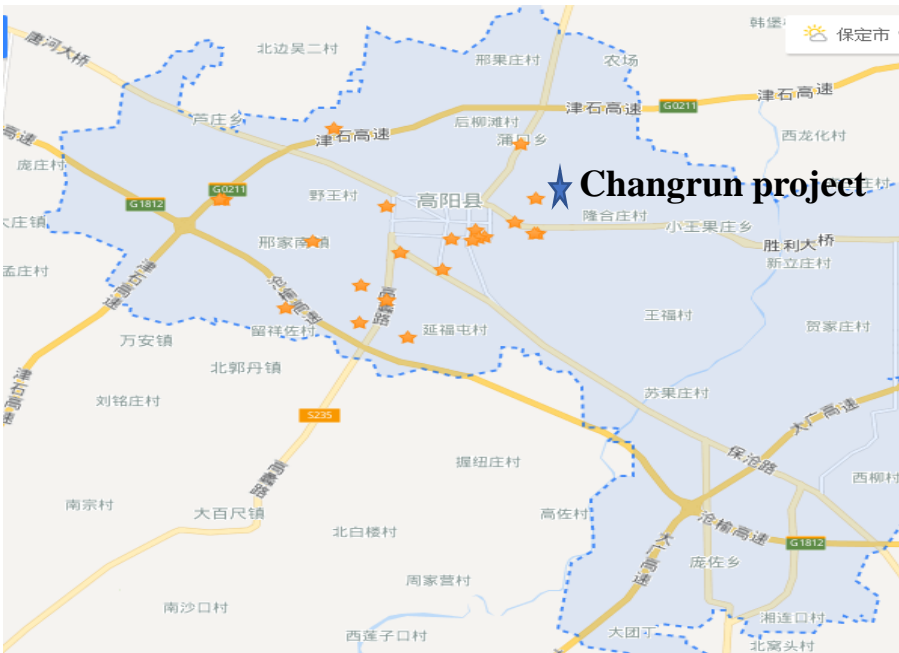 韩堡
保定市
唐河大桥
北边吴二村
邢果庄村
农场
津石高速
津石高速
G0211
津石高速
芦庄乡
后柳滩村
蒲口乡
西龙化村
高速
庞庄村
G1812
G0211
野王村
高阳县
Changrun project
庄村
大庄镇
邢家南镇
隆合庄村
小王果庄乡
胜利大桥
新立庄村
孟庄村
津石高速
高蠡路
万安镇
留祥佐村
延福屯村
王福村
贺家庄村
北郭丹镇
津石高速
刘铭庄村
S235
苏果庄村
大广高速
保沧路
高蠡路
握纽庄村
西柳村
南宗村
大百尺镇
北白楼村
高佐村
沧榆高速
G1812
大广高速
庞佐乡
周家营村
南沙口村
西莲子口村
大团丁
湘连口村
北窝头村